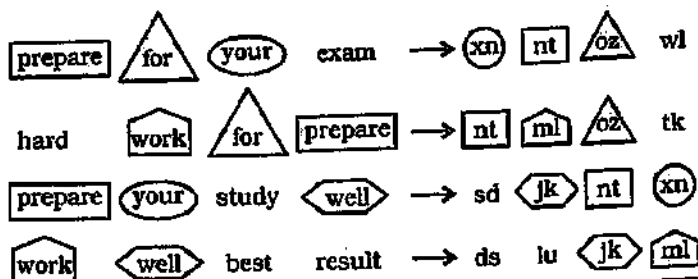 prepare for your exam → xn nt oz wl
hard work for prepare → nt ml oz tk
prepare your study well → sd jk nt xn
work well best result → ds lu jk ml